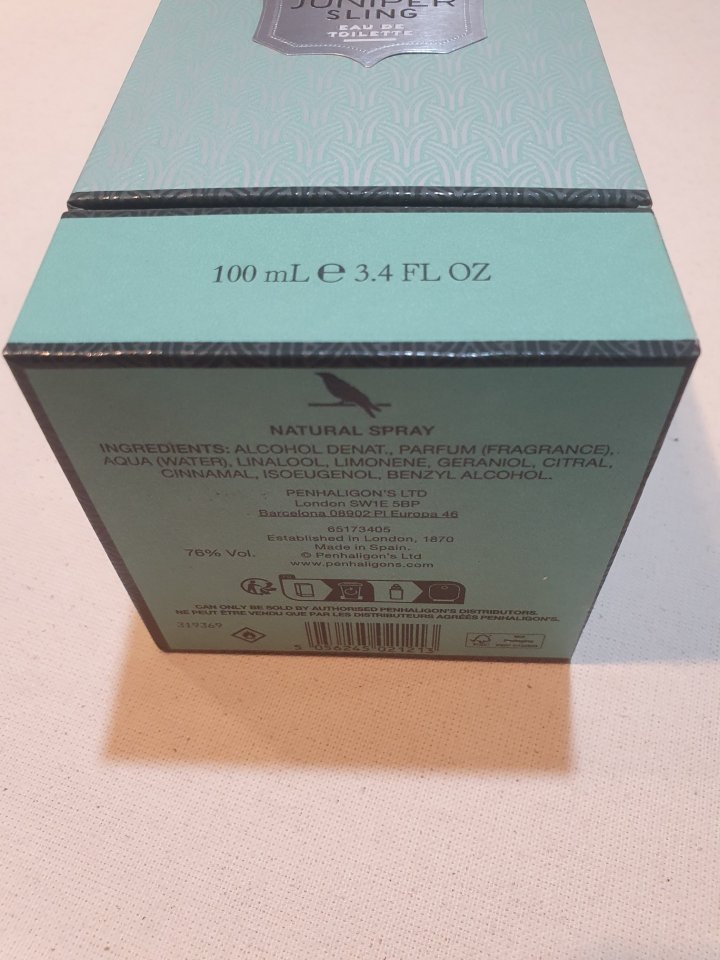 JUNIPER
SLING
EAU DE
TOILETTE
100 mL ℮ 3.4 FL OZ
NATURAL SPRAY
INGREDIENTS: ALCOHOL DENAT., PARFUM (FRAGRANCE),
AQUA (WATER), LINALOOL, LIMONENE, GERANIOL, CITRAL,
CINNAMAL, ISOEUGENOL, BENZYL ALCOHOL.
PENHALIGON'S LTD
London SW1E 5BP
Barcelona 08902 Pl Europa 46
65173405
Established in London, 1870
Made in Spain.
76% Vol.
© Penhaligon's Ltd
www.penhaligons.com
CAN ONLY BE SOLD BY AUTHORISED PENHALIGON'S DISTRIBUTORS.
NE PEUT ÊTRE VENDU QUE PAR LES DISTRIBUTEURS AGRÉÉS PENHALIGON'S.
319369
5 056245 021213